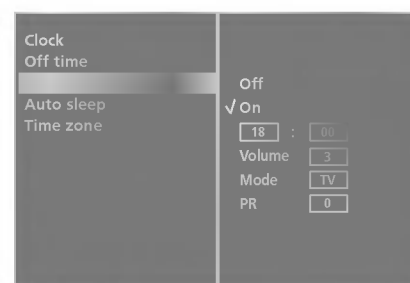 Clock
Off time
Auto sleep
Time zone
Off
√ On
18 : 00
Volume 3
Mode TV
PR 0